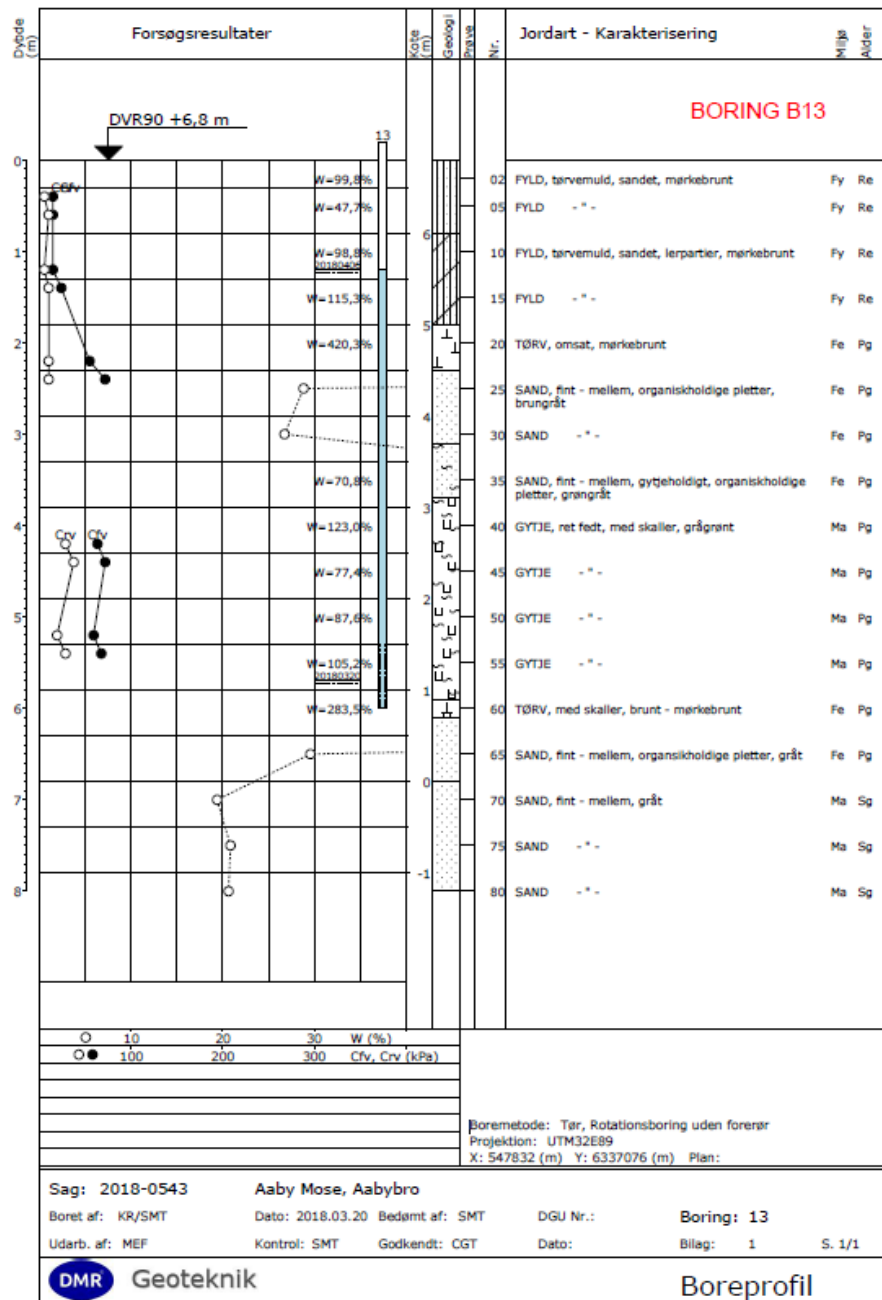 Dybde (m)
Forsøgsresultater
Kote (m)
Geologi
Prøve
Nr.
Jordart - Karakterisering
Miljø
Alder
BORING B13
DVR90 +6,8 m
13
0
W=99,8%
02 FYLD, tørvemuld, sandet, mørkebrunt Fy Re
Cfv
W=47,7%
05 FYLD - " - Fy Re
6
1
W=98,8%
10 FYLD, tørvemuld, sandet, lerpartier, mørkebrunt Fy Re
20180406
W=115,3%
15 FYLD - " - Fy Re
5
2
W=420,3%
20 TØRV, omsat, mørkebrunt Fe Pg
25 SAND, fint - mellem, organiskholdige pletter, Fe Pg
brungråt
4
3
30 SAND - " - Fe Pg
W=70,8%
35 SAND, fint - mellem, gytjeholdigt, organiskholdige Fe Pg
pletter, grøngråt
3
4
Crv Cfv
W=123,0%
40 GYTJE, ret fedt, med skaller, grågrønt Ma Pg
W=77,4%
45 GYTJE - " - Ma Pg
2
5
W=87,6%
50 GYTJE - " - Ma Pg
W=105,2%
55 GYTJE - " - Ma Pg
20180320
1
6
W=283,5%
60 TØRV, med skaller, brunt - mørkebrunt Fe Pg
65 SAND, fint - mellem, organsikholdige pletter, gråt Fe Pg
0
7
70 SAND, fint - mellem, gråt Ma Sg
75 SAND - " - Ma Sg
-1
8
80 SAND - " - Ma Sg
10 20 30 W (%)
100 200 300 Cfv, Crv (kPa)
Boremetode: Tør, Rotationsboring uden forerør
Projektion: UTM32E89
X: 547832 (m) Y: 6337076 (m) Plan:
Sag: 2018-0543 Aaby Mose, Aabybro
Boret af: KR/SMT Dato: 2018.03.20 Bedømt af: SMT DGU Nr.: Boring: 13
Udarb. af: MEF Kontrol: SMT Godkendt: CGT Dato: Bilag: 1 S. 1/1
DMR Geoteknik
Boreprofil